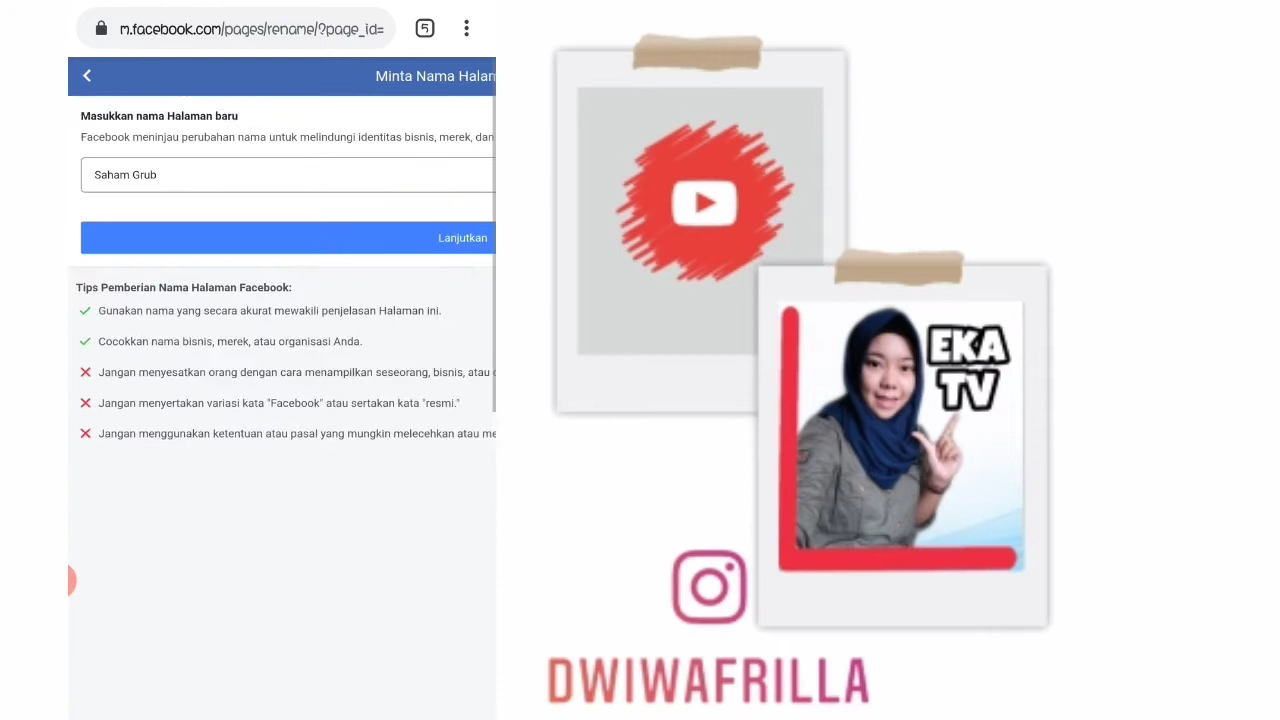 m.facebook.com/pages/rename/?page_id=
5
Minta Nama Halam
Masukkan nama Halaman baru
Facebook meninjau perubahan nama untuk melindungi identitas bisnis, merek, dan
Saham Grub
Lanjutkan
Tips Pemberian Nama Halaman Facebook:
Gunakan nama yang secara akurat mewakili penjelasan Halaman ini.
Cocokkan nama bisnis, merek, atau organisasi Anda.
Jangan menyesatkan orang dengan cara menampilkan seseorang, bisnis, atau
Jangan menyertakan variasi kata "Facebook" atau sertakan kata "resmi."
Jangan menggunakan ketentuan atau pasal yang mungkin melecehkan atau me
EKA
TV
DWIWAFRILLA